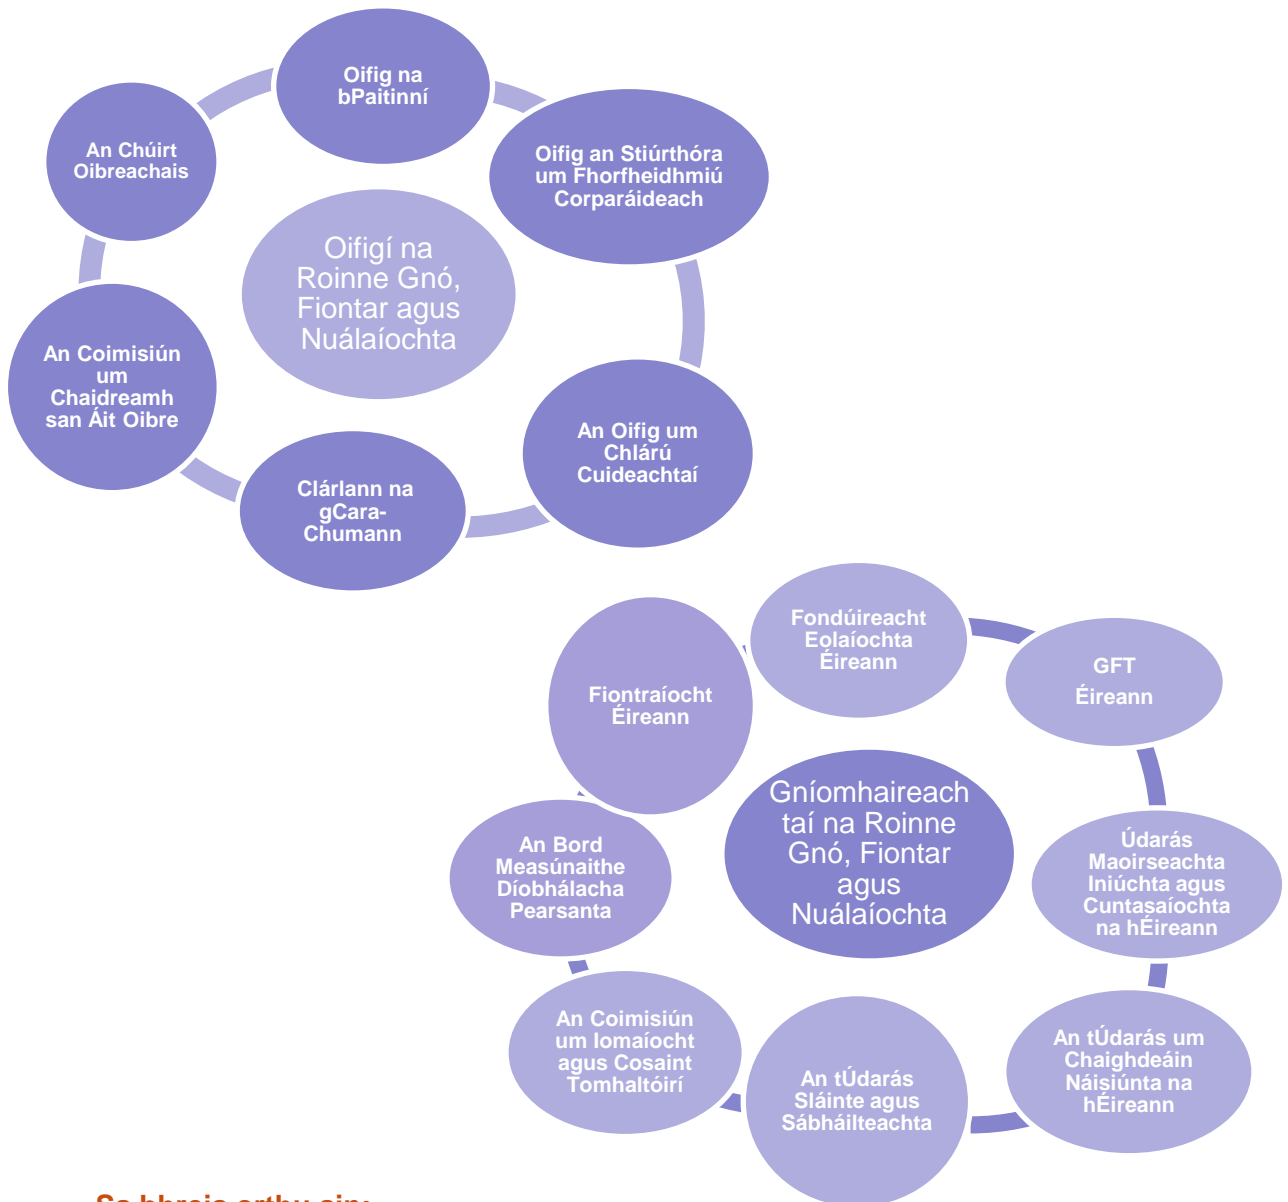 Oifig na
bPaitinní
Oifig an Stiúrthóra
um Fhorfheidhmiú
Corparáideach
An Oifig um
Chlárú
Cuideachtaí
Clárlann na
gCara-
Chumann
An Coimisiún
um
Chaidreamh
san Áit Oibre
An Chúirt
Oibreachais
Oifigí na
Roinne Gnó,
Fiontar agus
Nuálaíochta
Fondúireacht
Eolaíochta
Éireann
GFT
Éireann
Údarás
Maoirseachta
Iniúchta agus
Cuntasaíochta
na hÉireann
An tÚdarás um
Chaighdeáin
Náisiúnta na
hÉireann
An tÚdarás
Sláinte agus
Sábháilteachta
An Coimisiún
um Iomaíocht
agus Cosaint
Tomhaltóirí
An Bord
Measúnaithe
Díobhálacha
Pearsanta
Fiontraíocht
Éireann
Gníomhaireach
taí na Roinne
Gnó, Fiontar
agus
Nuálaíochta